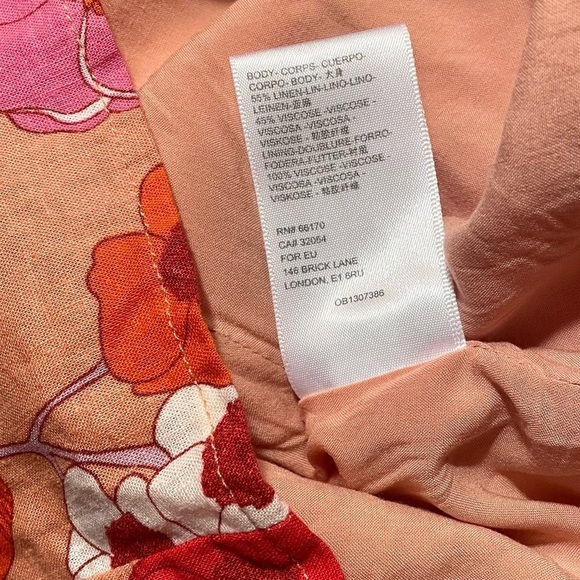 BODY- CORPS- CUERPO-
CORPO- BODY- 大身
55% LINEN-LIN-LINO-LINO-
LEINEN- 亚麻
45% VISCOSE -VISCOSE -
VISCOSA -VISCOSA -
VISKOSE - 粘胶纤维
LINING-DOUBLURE-FORRO-
FODERA-FUTTER-衬里
100% VISCOSE -VISCOSE -
VISCOSA -VISCOSA -
VISKOSE - 粘胶纤维
RN# 66170
CA# 32054
FOR EU
146 BRICK LANE
LONDON, E1 6RU
OB1307386